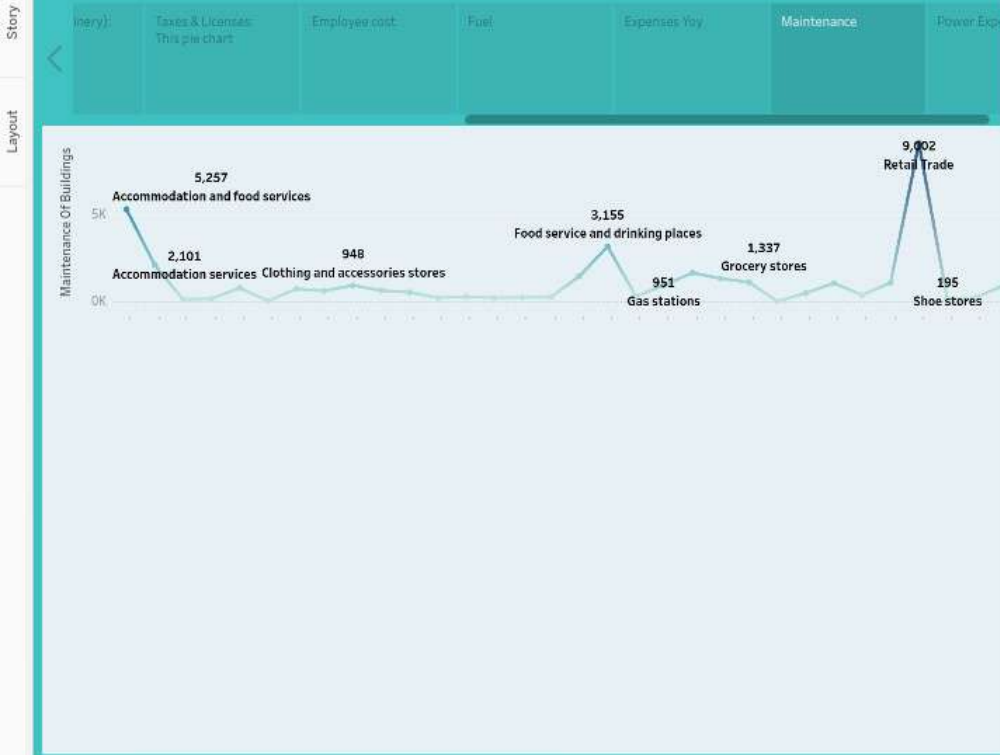 Story
Layout
inery):
Taxes & Licenses:
This pie chart
Employee cost
Fuel
Expenses Yoy
Maintenance
Power Exp
Maintenance Of Buildings
5K
0K
5,257
Accommodation and food services
2,101
Accommodation services
948
Clothing and accessories stores
3,155
Food service and drinking places
951
Gas stations
1,337
Grocery stores
9,002
Retail Trade
195
Shoe stores